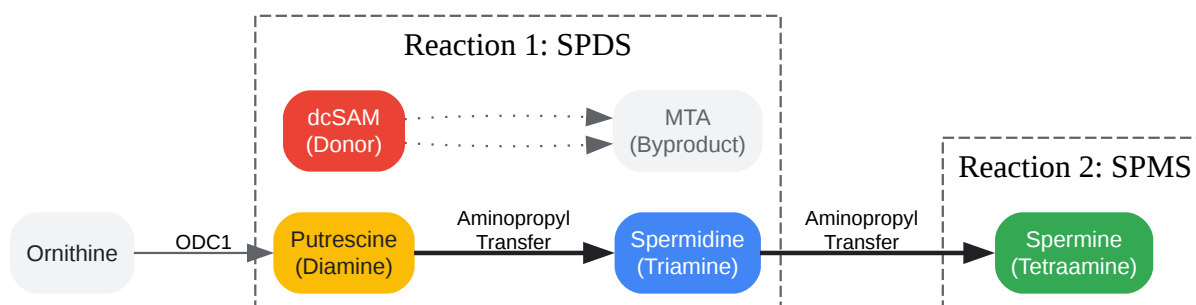 Reaction 1: SPDS
dcSAM
(Donor)
MTA
(Byproduct)
Reaction 2: SPMS
Ornithine
ODC1
Putrescine
(Diamine)
Aminopropyl
Transfer
Spermidine
(Triamine)
Aminopropyl
Transfer
Spermine
(Tetraamine)